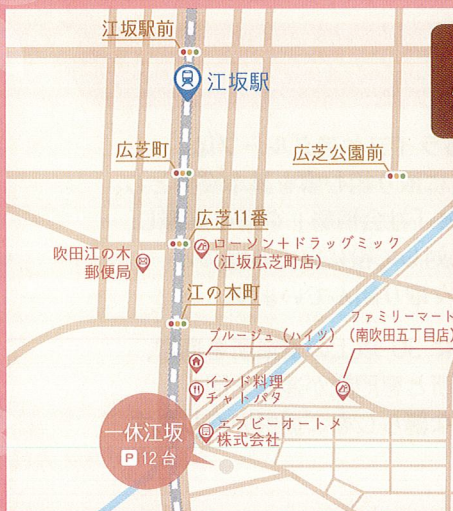 江坂駅前
江坂駅
広芝町
広芝公園前
広芝11番
ローソン+ドラッグミック
(江坂広芝町店)
吹田江の木
郵便局
江の木町
ファミリーマート
(南吹田五丁目店)
ブルージュ(ハイツ)
インド料理
チャトパタ
エフビーオートメ
株式会社
一休江坂
P 12台